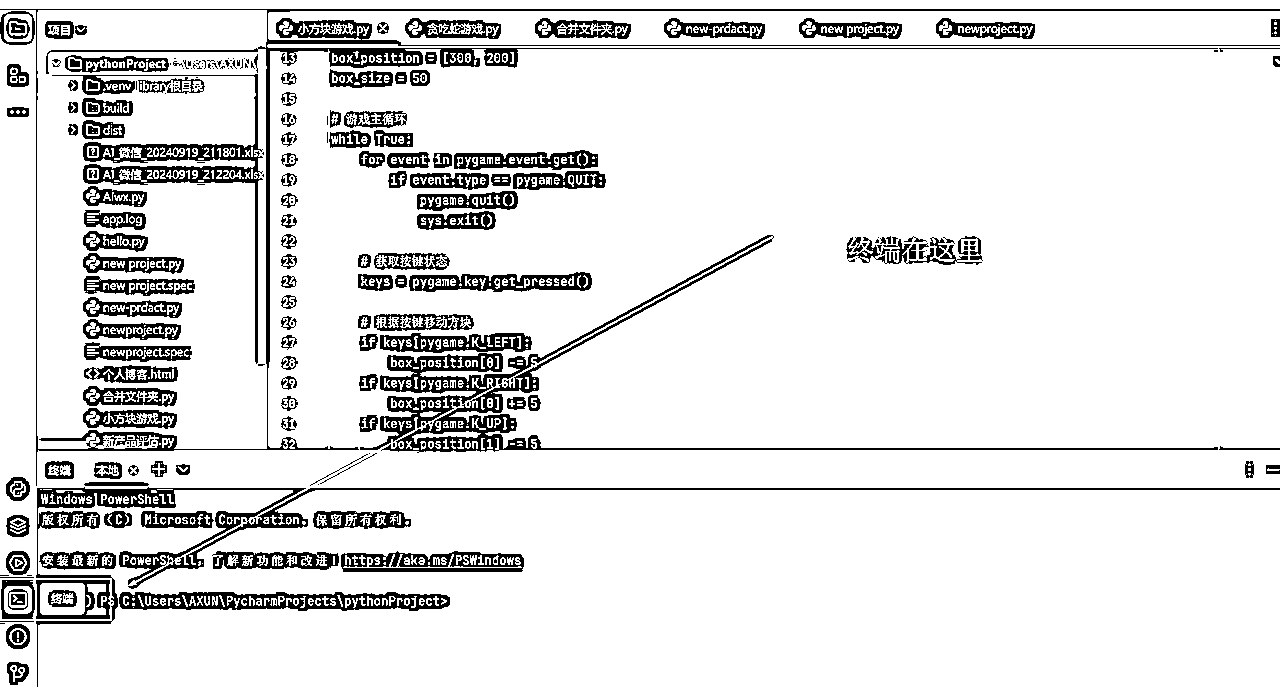 项目
小方块游戏.py
贪吃蛇游戏.py
合并文件夹.py
new-prdact.py
new project.py
newproject.py
pythonProject C:\Users\AXUN\
.venv library根目录
build
dist
AI_微信_20240919_211801.xlsx
AI_微信_20240919_212204.xlsx
AIwx.py
app.log
hello.py
new project.py
new project.spec
new-prdact.py
newproject.py
newproject.spec
个人博客.html
合并文件夹.py
小方块游戏.py
新产品评估.py
13 box_position = [300, 200]
14 box_size = 50
15
16 # 游戏主循环
17 while True:
18 for event in pygame.event.get():
19 if event.type == pygame.QUIT:
20 pygame.quit()
21 sys.exit()
22
23 # 获取按键状态
24 keys = pygame.key.get_pressed()
25
26 # 根据按键移动方块
27 if keys[pygame.K_LEFT]:
28 box_position[0] -= 5
29 if keys[pygame.K_RIGHT]:
30 box_position[0] += 5
31 if keys[pygame.K_UP]:
32 box_position[1] -= 5
终端在这里
终端 本地
Windows PowerShell
版权所有 (C) Microsoft Corporation。保留所有权利。
安装最新的 PowerShell，了解新功能和改进！https://aka.ms/PSWindows
终端 ) PS C:\Users\AXUN\PycharmProjects\pythonProject>